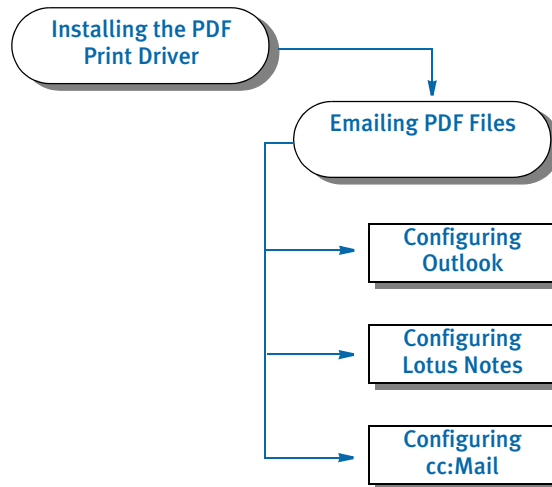 Installing the PDF
Print Driver
Emailing PDF Files
Configuring
Outlook
Configuring
Lotus Notes
Configuring
cc:Mail